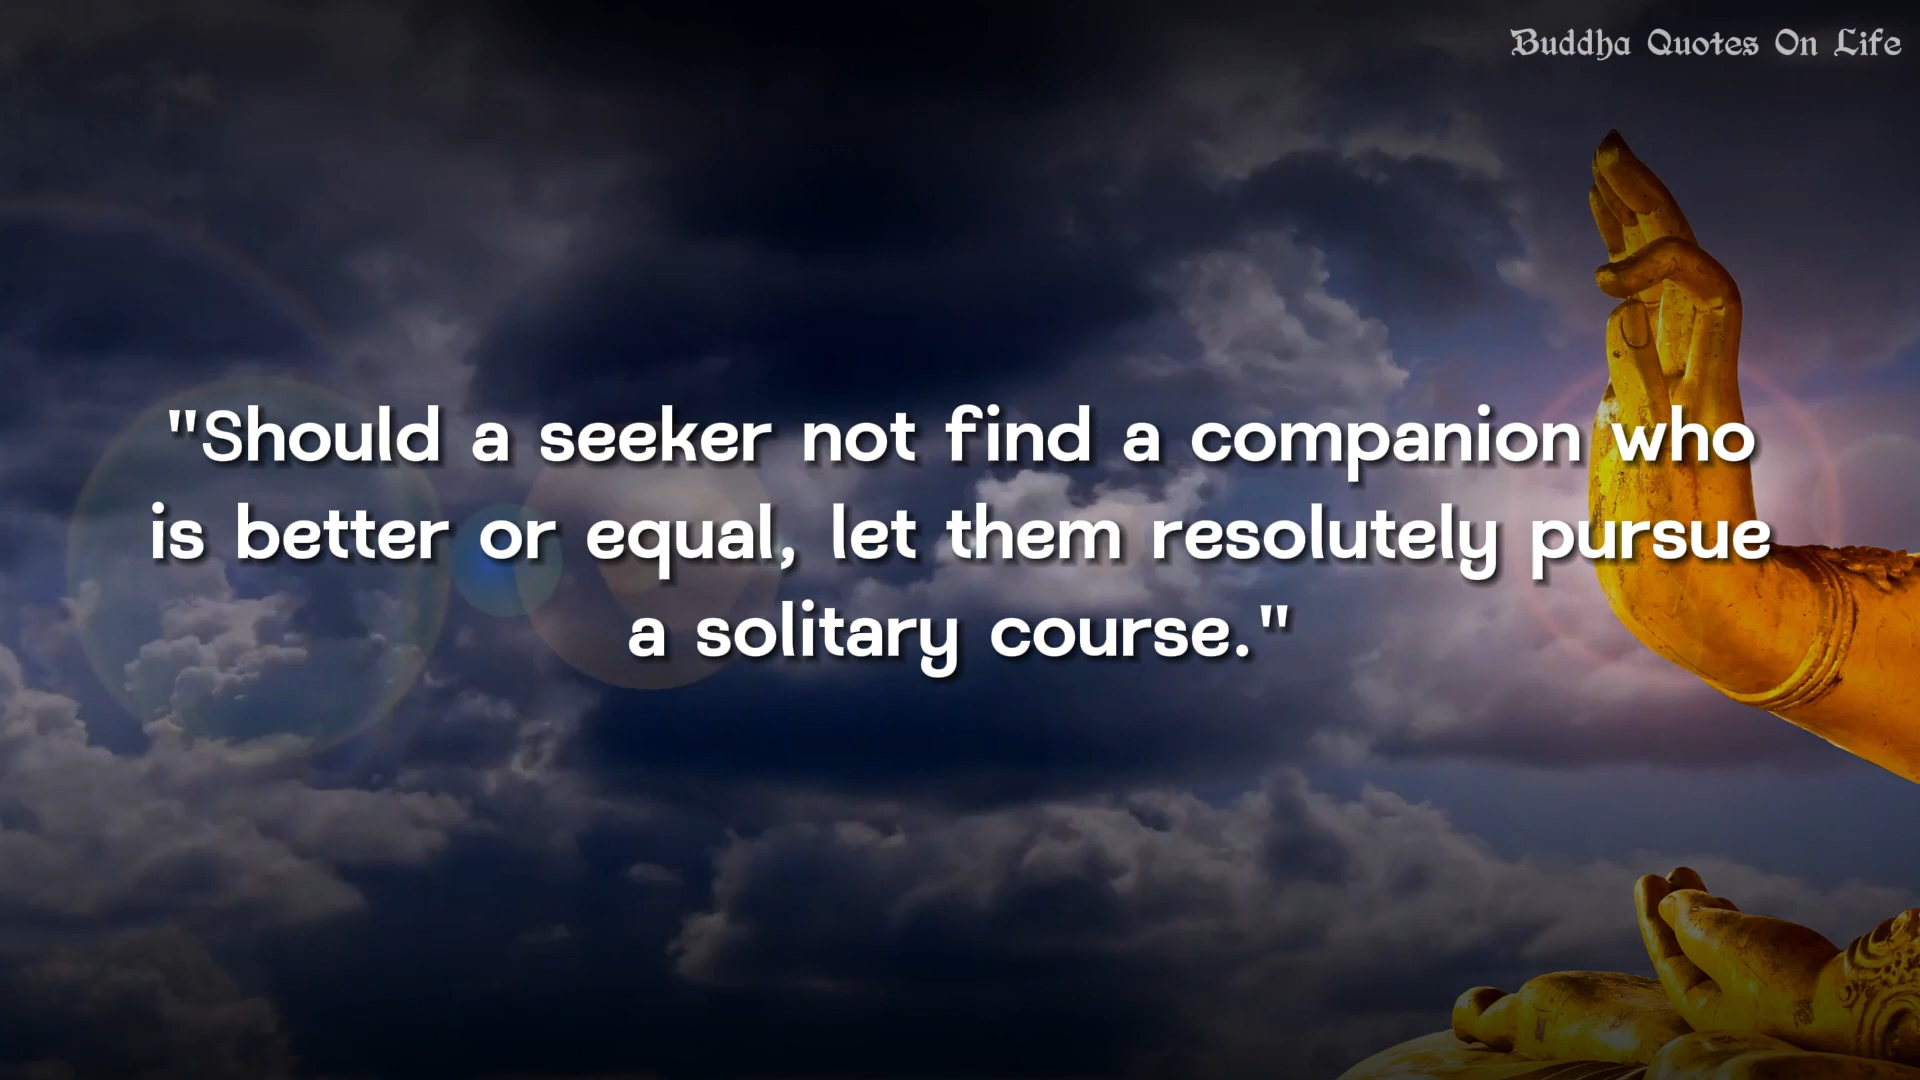 Buddha Quotes On Life
"Should a seeker not find a companion who
is better or equal, let them resolutely pursue
a solitary course."